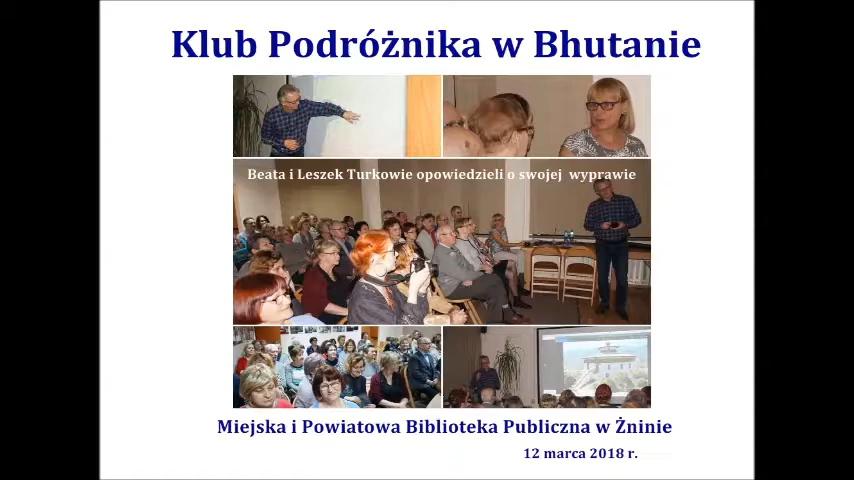 Klub Podróżnika w Bhutanie
Beata i Leszek Turkowie opowiedzieli o swojej wyprawie
Miejska i Powiatowa Biblioteka Publiczna w Żninie
12 marca 2018 r.